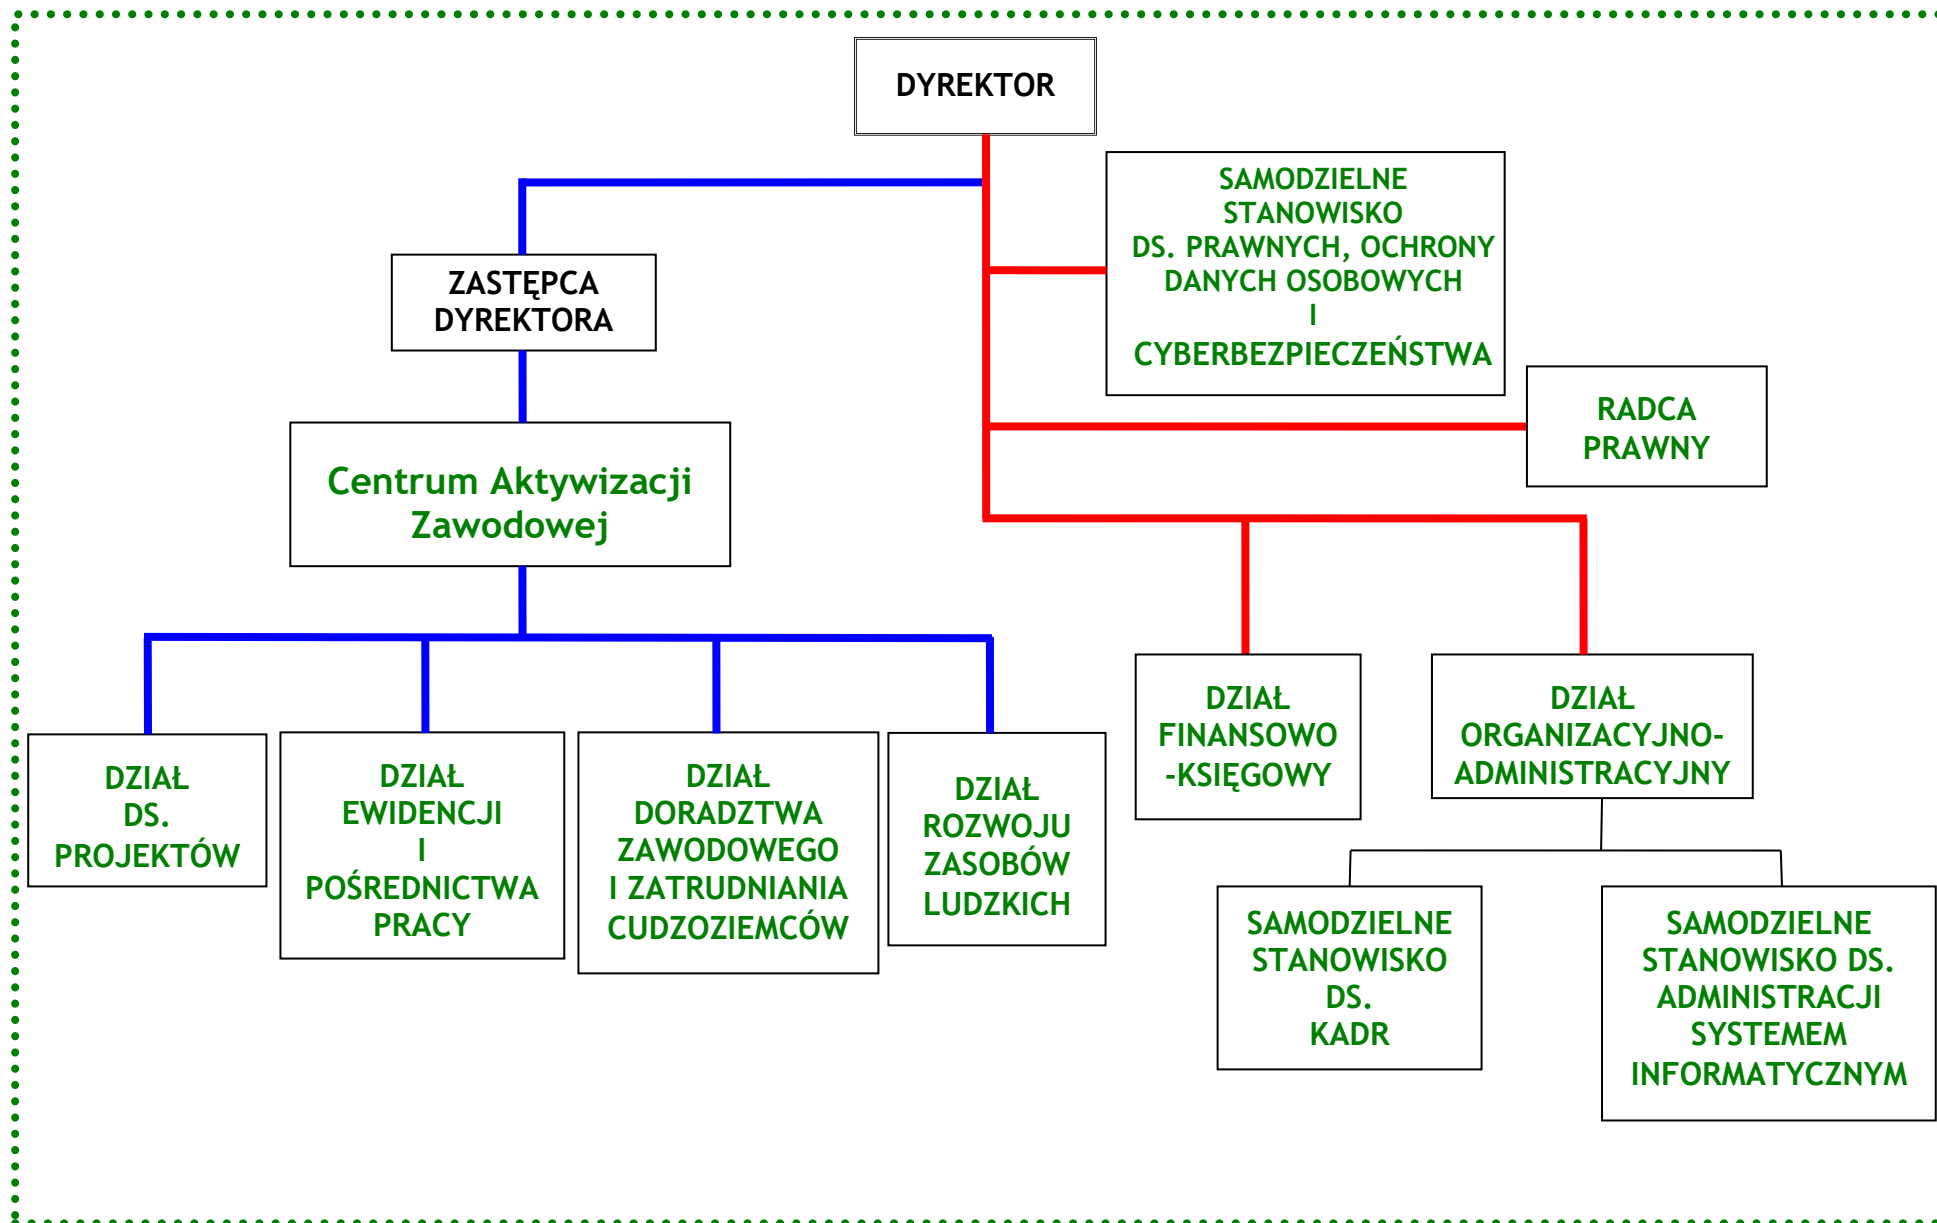 DYREKTOR
SAMODZIELNE
STANOWISKO
DS. PRAWNYCH, OCHRONY
DANYCH OSOBOWYCH
I
CYBERBEZPIECZEŃSTWA
ZASTĘPCA
DYREKTORA
RADCA
PRAWNY
Centrum Aktywizacji
Zawodowej
DZIAŁ
DS.
PROJEKTÓW
DZIAŁ
EWIDENCJI
I
POŚREDNICTWA
PRACY
DZIAŁ
DORADZTWA
ZAWODOWEGO
I ZATRUDNIANIA
CUDZOZIEMCÓW
DZIAŁ
ROZWOJU
ZASOBÓW
LUDZKICH
DZIAŁ
FINANSOWO
-KSIĘGOWY
DZIAŁ
ORGANIZACYJNO-
ADMINISTRACYJNY
SAMODZIELNE
STANOWISKO
DS.
KADR
SAMODZIELNE
STANOWISKO DS.
ADMINISTRACJI
SYSTEMEM
INFORMATYCZNYM